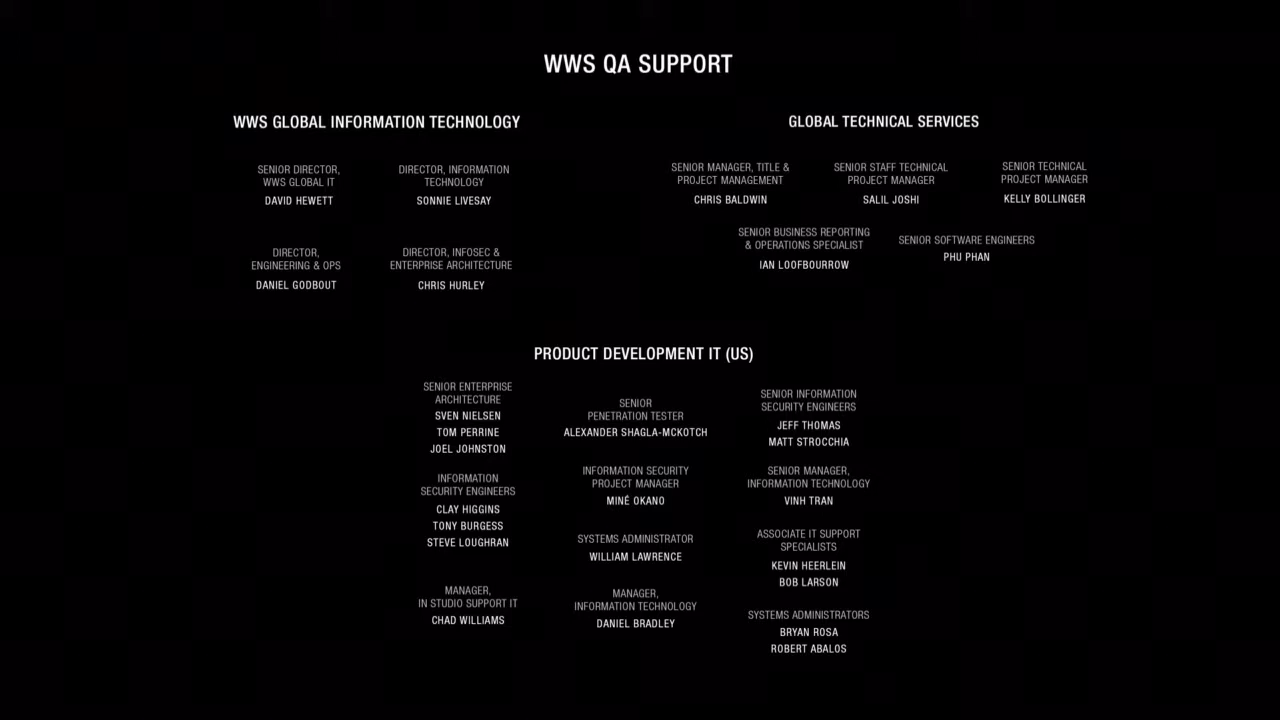 WWS QA SUPPORT
WWS GLOBAL INFORMATION TECHNOLOGY
SENIOR DIRECTOR,
WWS GLOBAL IT
DAVID HEWETT
DIRECTOR, INFORMATION
TECHNOLOGY
SONNIE LIVESAY
DIRECTOR,
ENGINEERING & OPS
DANIEL GODBOUT
DIRECTOR, INFOSEC &
ENTERPRISE ARCHITECTURE
CHRIS HURLEY
GLOBAL TECHNICAL SERVICES
SENIOR MANAGER, TITLE &
PROJECT MANAGEMENT
CHRIS BALDWIN
SENIOR STAFF TECHNICAL
PROJECT MANAGER
SALIL JOSHI
SENIOR TECHNICAL
PROJECT MANAGER
KELLY BOLLINGER
SENIOR BUSINESS REPORTING
& OPERATIONS SPECIALIST
IAN LOOFBOURROW
SENIOR SOFTWARE ENGINEERS
PHU PHAN
PRODUCT DEVELOPMENT IT (US)
SENIOR ENTERPRISE
ARCHITECTURE
SVEN NIELSEN
TOM PERRINE
JOEL JOHNSTON
INFORMATION
SECURITY ENGINEERS
CLAY HIGGINS
TONY BURGESS
STEVE LOUGHRAN
MANAGER,
IN STUDIO SUPPORT IT
CHAD WILLIAMS
SENIOR
PENETRATION TESTER
ALEXANDER SHAGLA-MCKOTCH
INFORMATION SECURITY
PROJECT MANAGER
MINÉ OKANO
SYSTEMS ADMINISTRATOR
WILLIAM LAWRENCE
MANAGER,
INFORMATION TECHNOLOGY
DANIEL BRADLEY
SENIOR INFORMATION
SECURITY ENGINEERS
JEFF THOMAS
MATT STROCCHIA
SENIOR MANAGER,
INFORMATION TECHNOLOGY
VINH TRAN
ASSOCIATE IT SUPPORT
SPECIALISTS
KEVIN HEERLEIN
BOB LARSON
SYSTEMS ADMINISTRATORS
BRYAN ROSA
ROBERT ABALOS